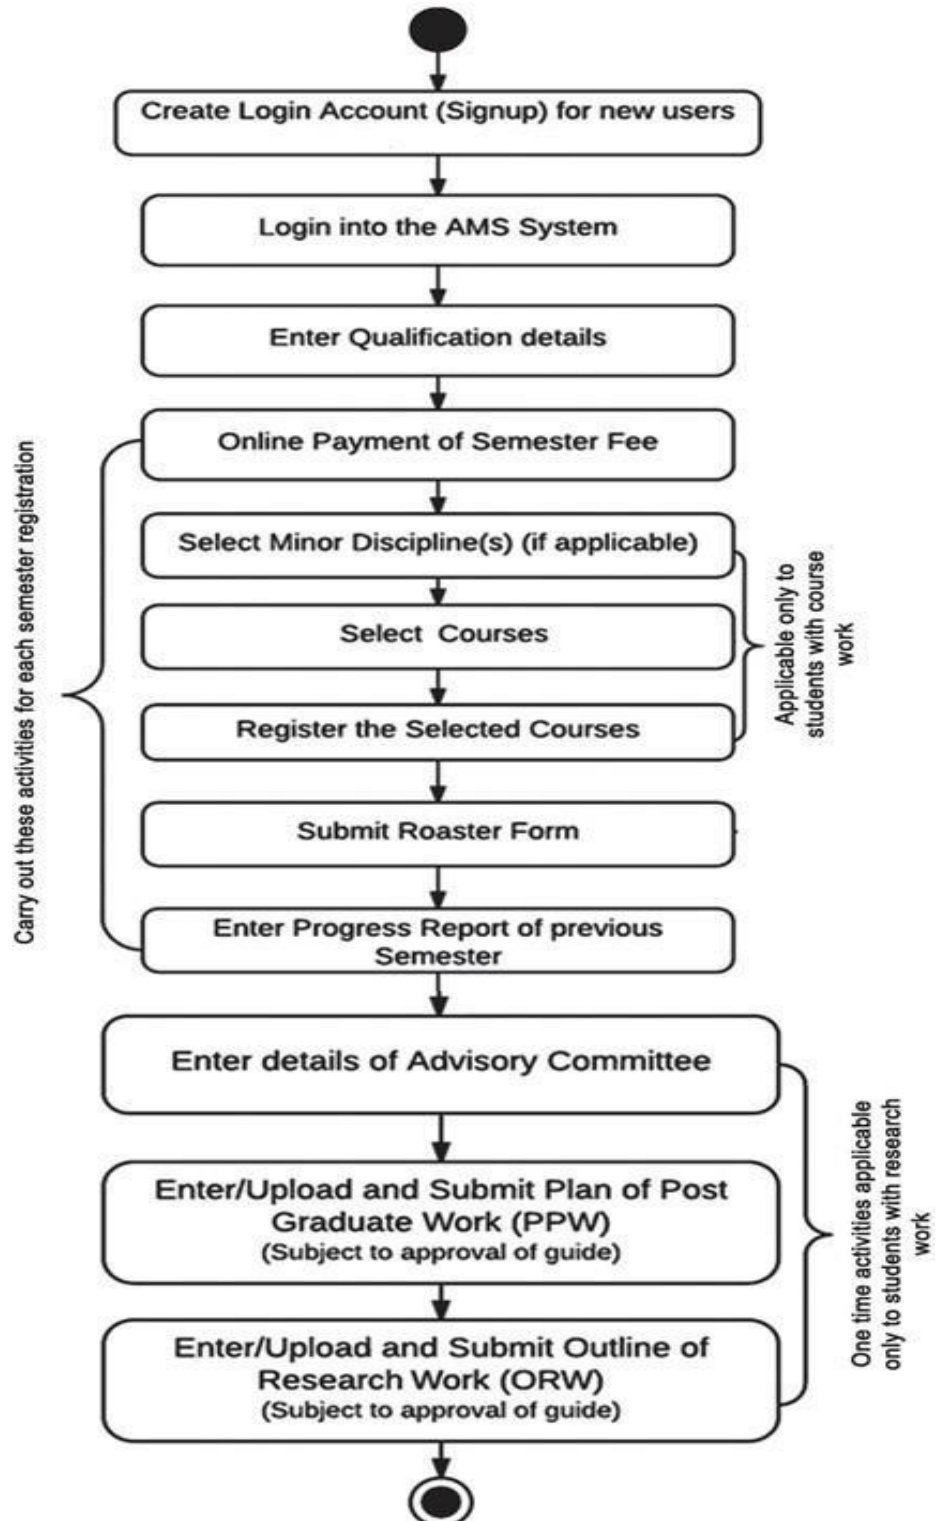 Create Login Account (Signup) for new users
Login into the AMS System
Enter Qualification details
Online Payment of Semester Fee
Select Minor Discipline(s) (if applicable)
Select Courses
Register the Selected Courses
Submit Roaster Form
Enter Progress Report of previous
Semester
Carry out these activities for each semester registration
Applicable only to
students with course
work
Enter details of Advisory Committee
Enter/Upload and Submit Plan of Post
Graduate Work (PPW)
(Subject to approval of guide)
Enter/Upload and Submit Outline of
Research Work (ORW)
(Subject to approval of guide)
One time activities applicable
only to students with research
work